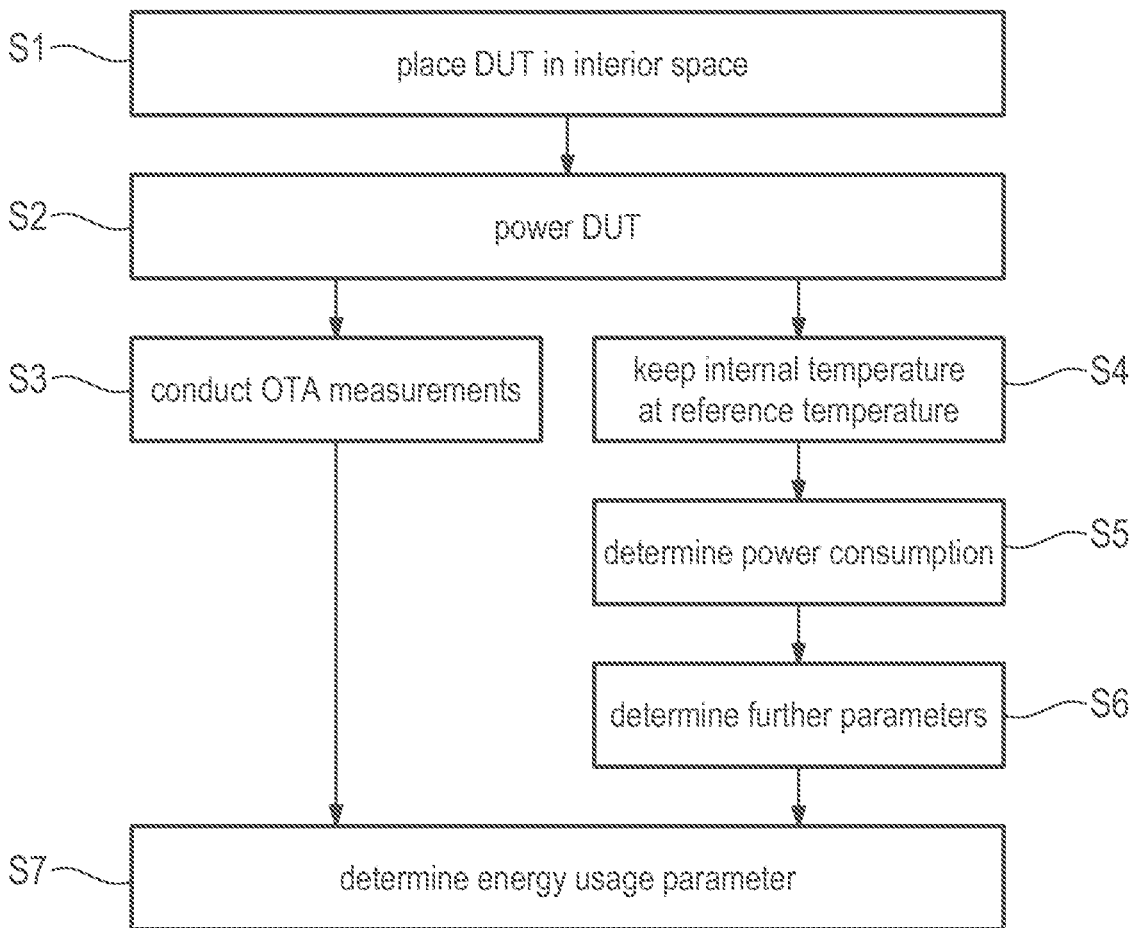 S1
place DUT in interior space
S2
power DUT
S3
conduct OTA measurements
keep internal temperature
at reference temperature
S4
determine power consumption
S5
determine further parameters
S6
S7
determine energy usage parameter